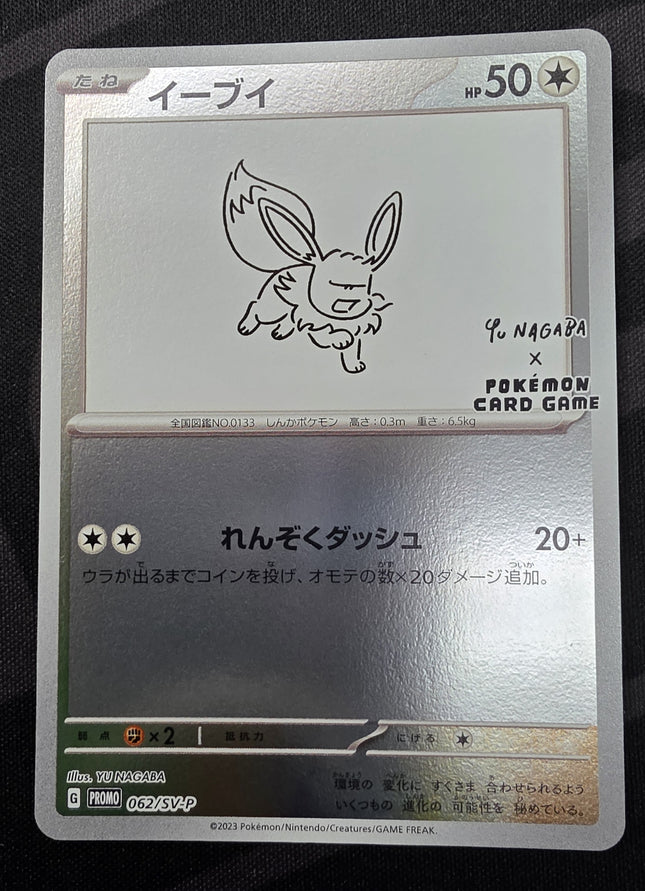 たね イーブイ HP 50
Yu NAGABA
×
POKÉMON
CARD GAME
全国図鑑NO.0133 しんかポケモン 高さ:0.3m 重さ:6.5kg
れんぞくダッシュ 20+
ウラが出るまでコインを投げ、オモテの数×20ダメージ追加。
弱点 ×2 抵抗力 にげる
Illus. YU NAGABA
G PROMO 062/SV-P
環境の 変化に すぐさま 合わせられるよう
いくつもの 進化の 可能性を 秘めている。
©2023 Pokémon/Nintendo/Creatures/GAME FREAK.